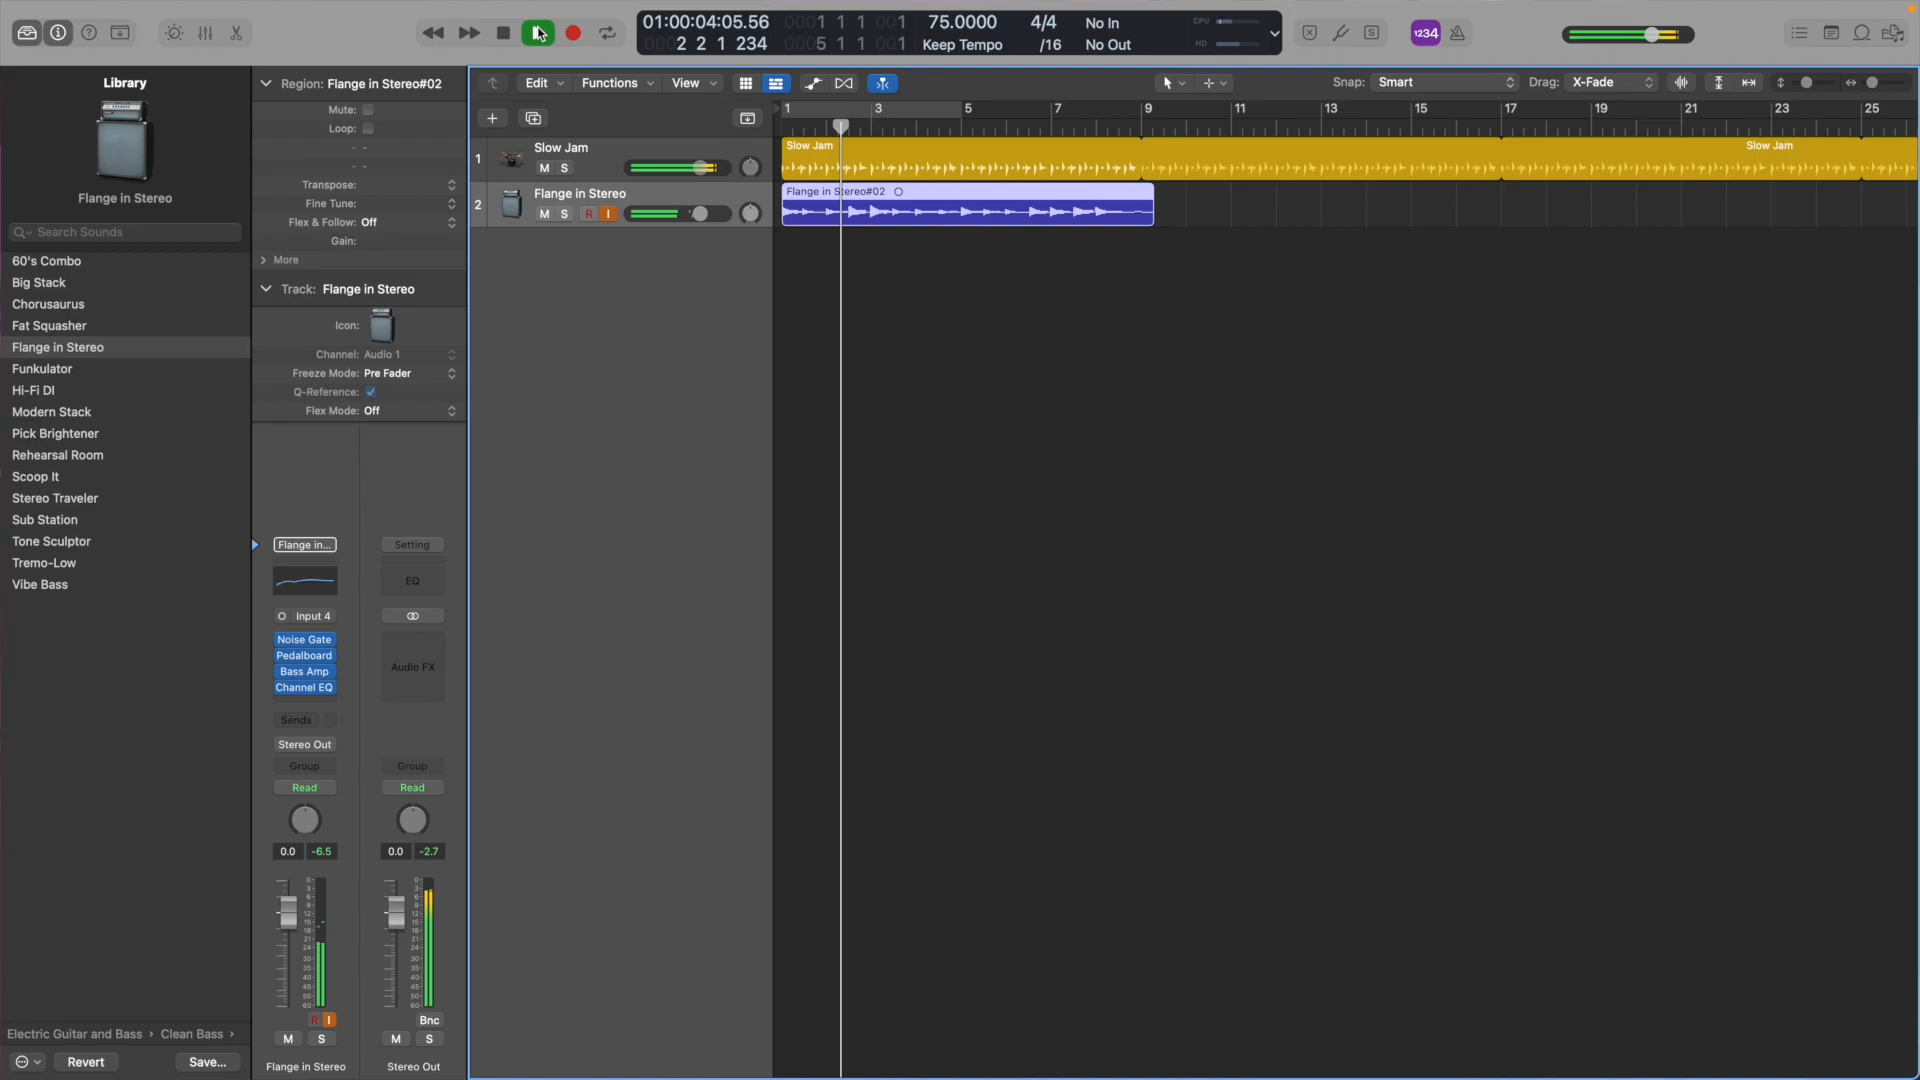 01:00:04:05.56
2 2 1 234
0001 1 1 001
0005 1 1 001
75.0000
Keep Tempo
4/4
/16
No In
No Out
CPU
HD
1234
S
Library
Flange in Stereo
Search Sounds
60's Combo
Big Stack
Chorusaurus
Fat Squasher
Flange in Stereo
Funkulator
Hi-Fi DI
Modern Stack
Pick Brightener
Rehearsal Room
Scoop It
Stereo Traveler
Sub Station
Tone Sculptor
Tremo-Low
Vibe Bass
Electric Guitar and Bass › Clean Bass ›
Revert
Save...
Region: Flange in Stereo#02
Mute:
Loop:
Transpose:
Fine Tune:
Flex & Follow: Off
Gain:
More
Track: Flange in Stereo
Icon:
Channel: Audio 1
Freeze Mode: Pre Fader
Q-Reference:
Flex Mode: Off
Flange in...
Setting
EQ
Input 4
Noise Gate
Pedalboard
Bass Amp
Channel EQ
Audio FX
Sends
Stereo Out
Group
Group
Read
Read
0.0 -6.5
0.0 -2.7
R I
Bnc
M S
M S
Flange in Stereo
Stereo Out
Edit
Functions
View
Snap: Smart
Drag: X-Fade
1 3 5 7 9 11 13 15 17 19 21 23 25
1
Slow Jam
M S
2
Flange in Stereo
M S R I
Slow Jam
Slow Jam
Flange in Stereo#02